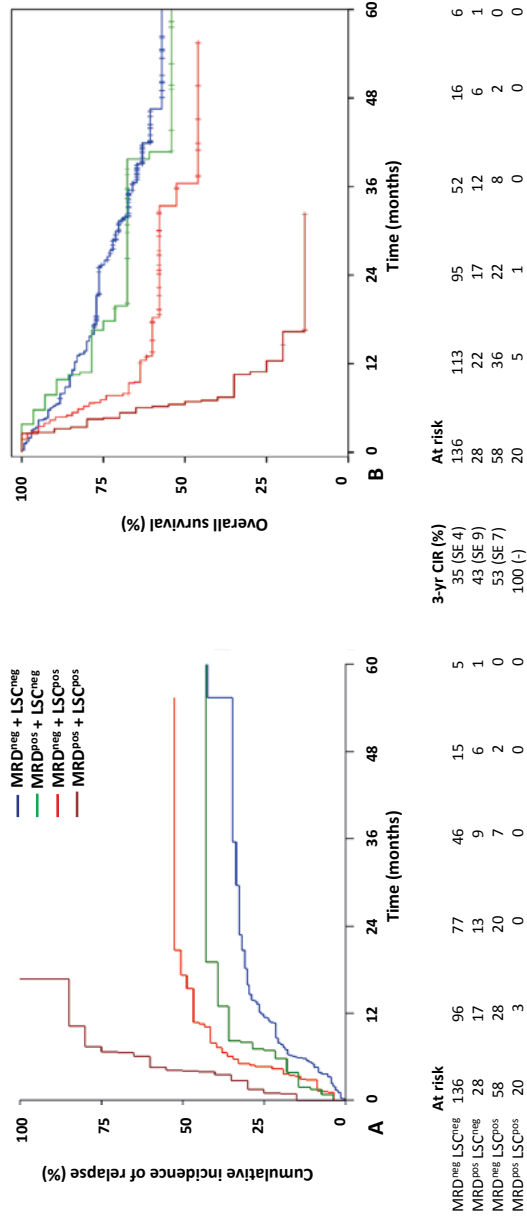 Cumulative incidence of relapse (%)
100
75
50
25
0
MRDneg + LSCneg
MRDpos + LSCneg
MRDneg + LSCpos
MRDpos + LSCpos
0 12 24 36 48 60
A
Time (months)
At risk
MRDneg LSCneg 136 96 77 46 15 5
MRDpos LSCneg 28 17 13 9 6 1
MRDneg LSCpos 58 28 20 7 2 0
MRDpos LSCpos 20 3 0 0 0 0
Overall survival (%)
100
75
50
25
0
0 12 24 36 48 60
B
Time (months)
3-yr CIR (%) At risk
35 (SE 4) 136 113 95 52 16 6
43 (SE 9) 28 22 17 12 6 1
53 (SE 7) 58 36 22 8 2 0
100 (-) 20 5 1 0 0 0